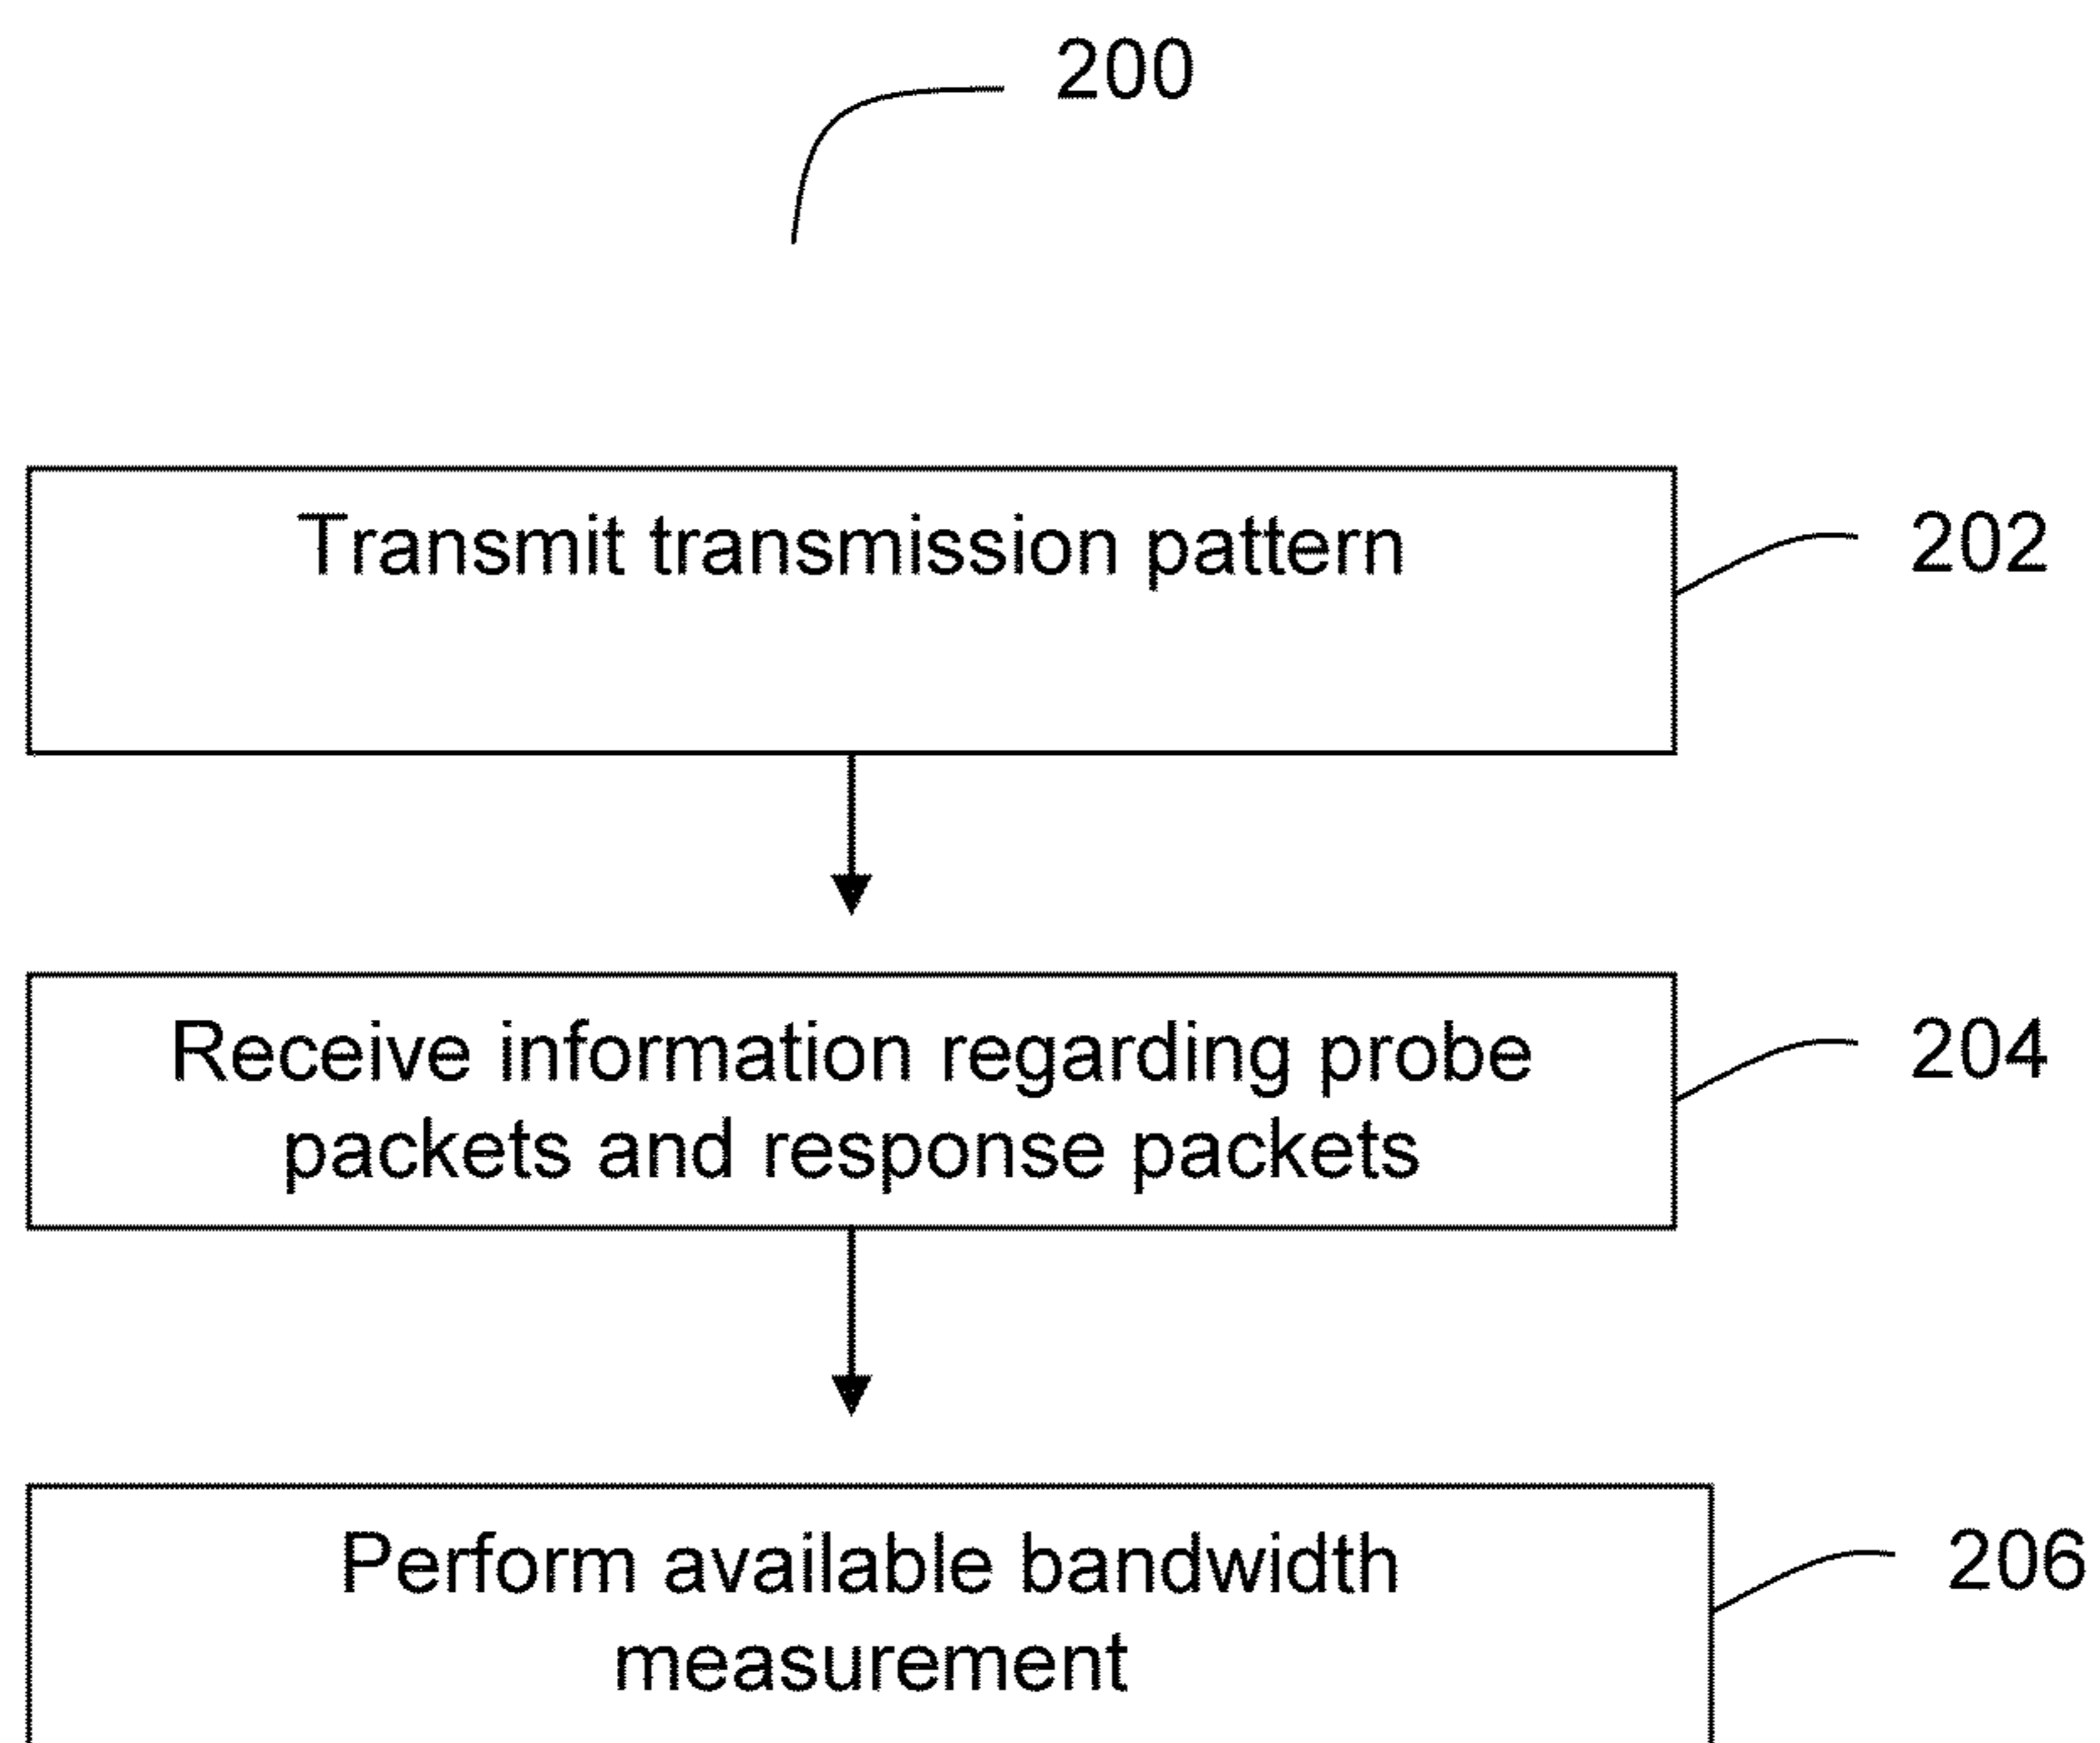 200
Transmit transmission pattern
202
Receive information regarding probe
packets and response packets
204
Perform available bandwidth
measurement
206